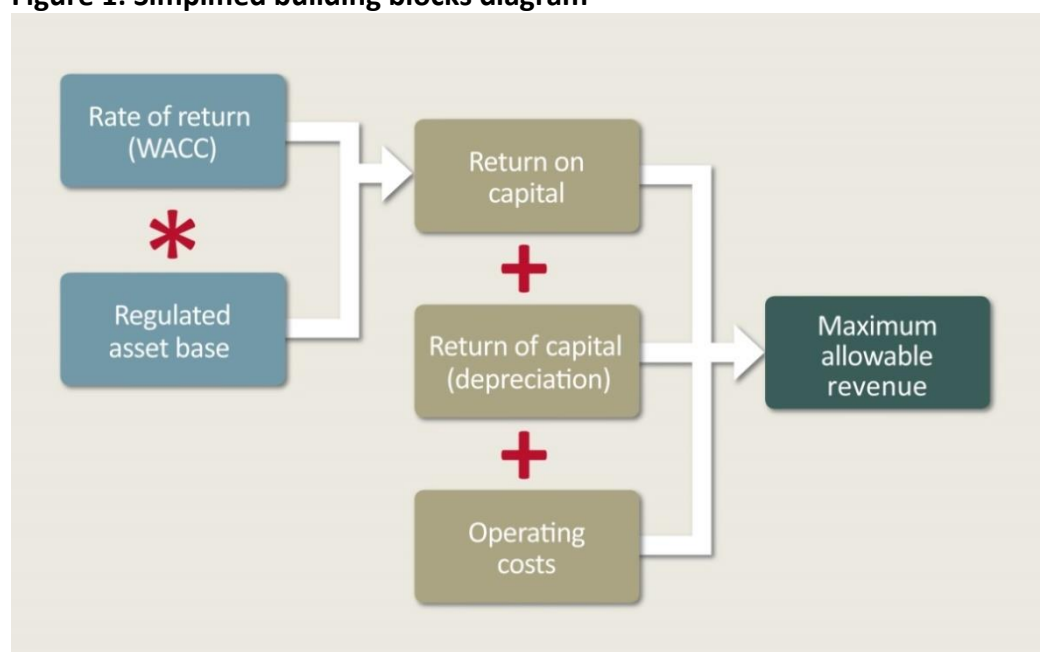 Figure 1: Simplified building blocks diagram
Rate of return
(WACC)
*
Regulated
asset base
Return on
capital
+
Return of capital
(depreciation)
+
Operating
costs
Maximum
allowable
revenue